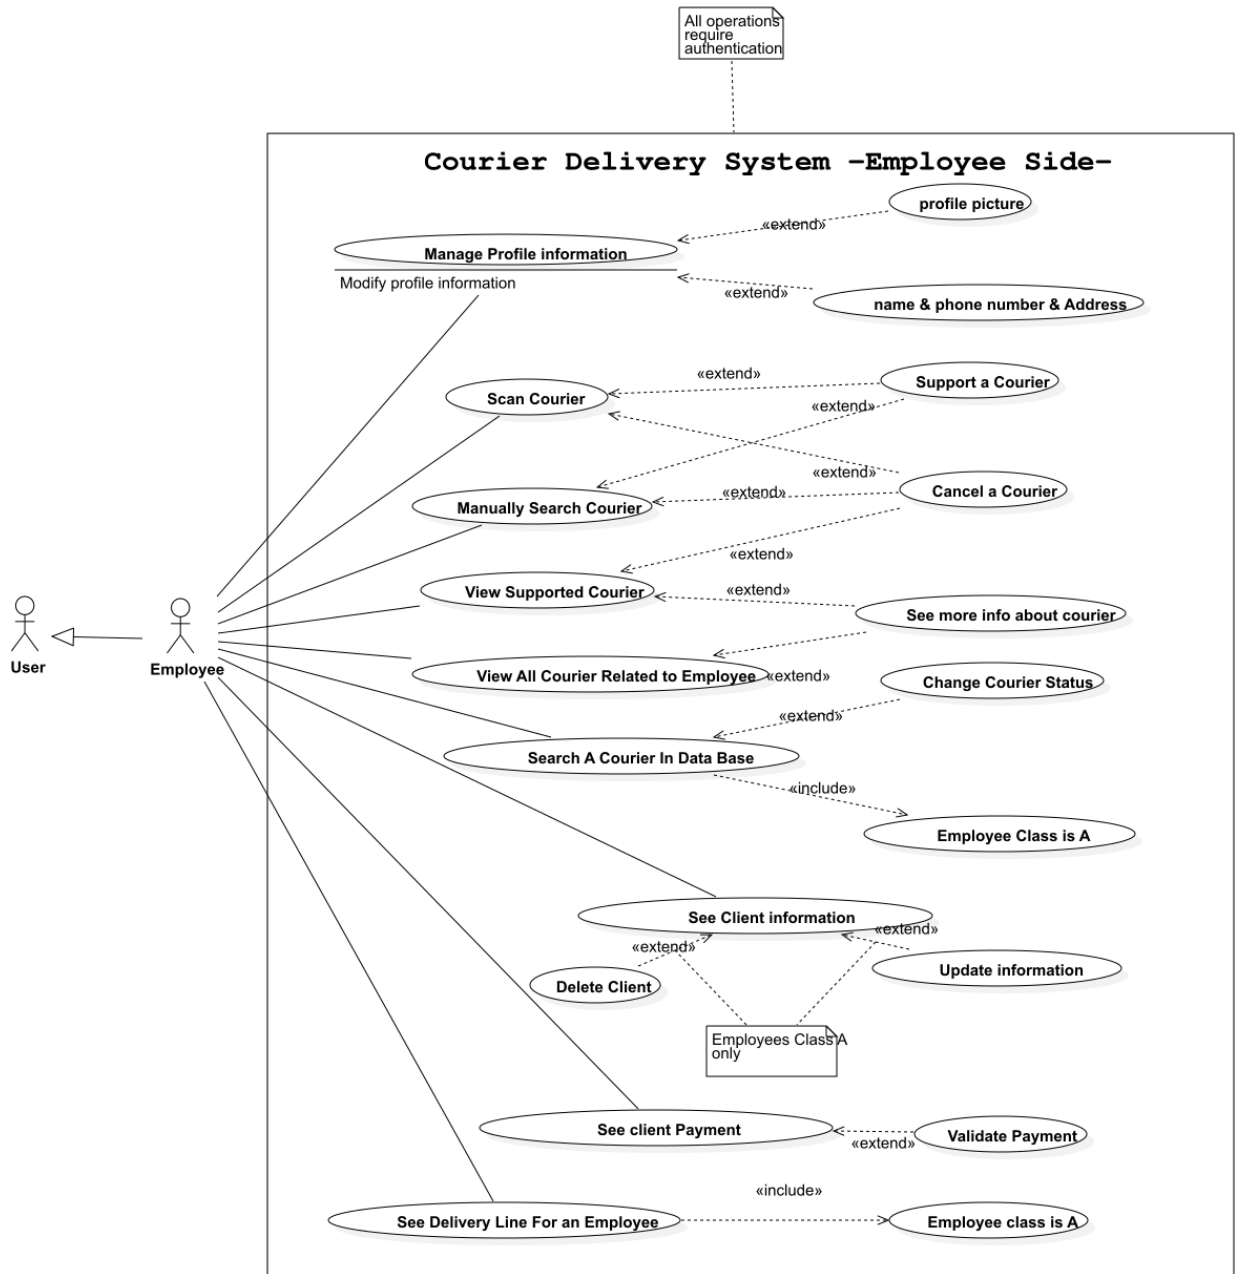 All operations
require
authentication
Courier Delivery System -Employee Side-
profile picture
«extend»
Manage Profile information
Modify profile information
«extend»
name & phone number & Address
«extend»
Support a Courier
Scan Courier
«extend»
«extend»
Cancel a Courier
«extend»
Manually Search Courier
«extend»
View Supported Courier
«extend»
See more info about courier
User
Employee
View All Courier Related to Employee
«extend»
Change Courier Status
«extend»
Search A Courier In Data Base
«include»
Employee Class is A
See Client information
«extend»
«extend»
Update information
Delete Client
Employees Class A
only
See client Payment
Validate Payment
«extend»
«include»
See Delivery Line For an Employee
Employee class is A